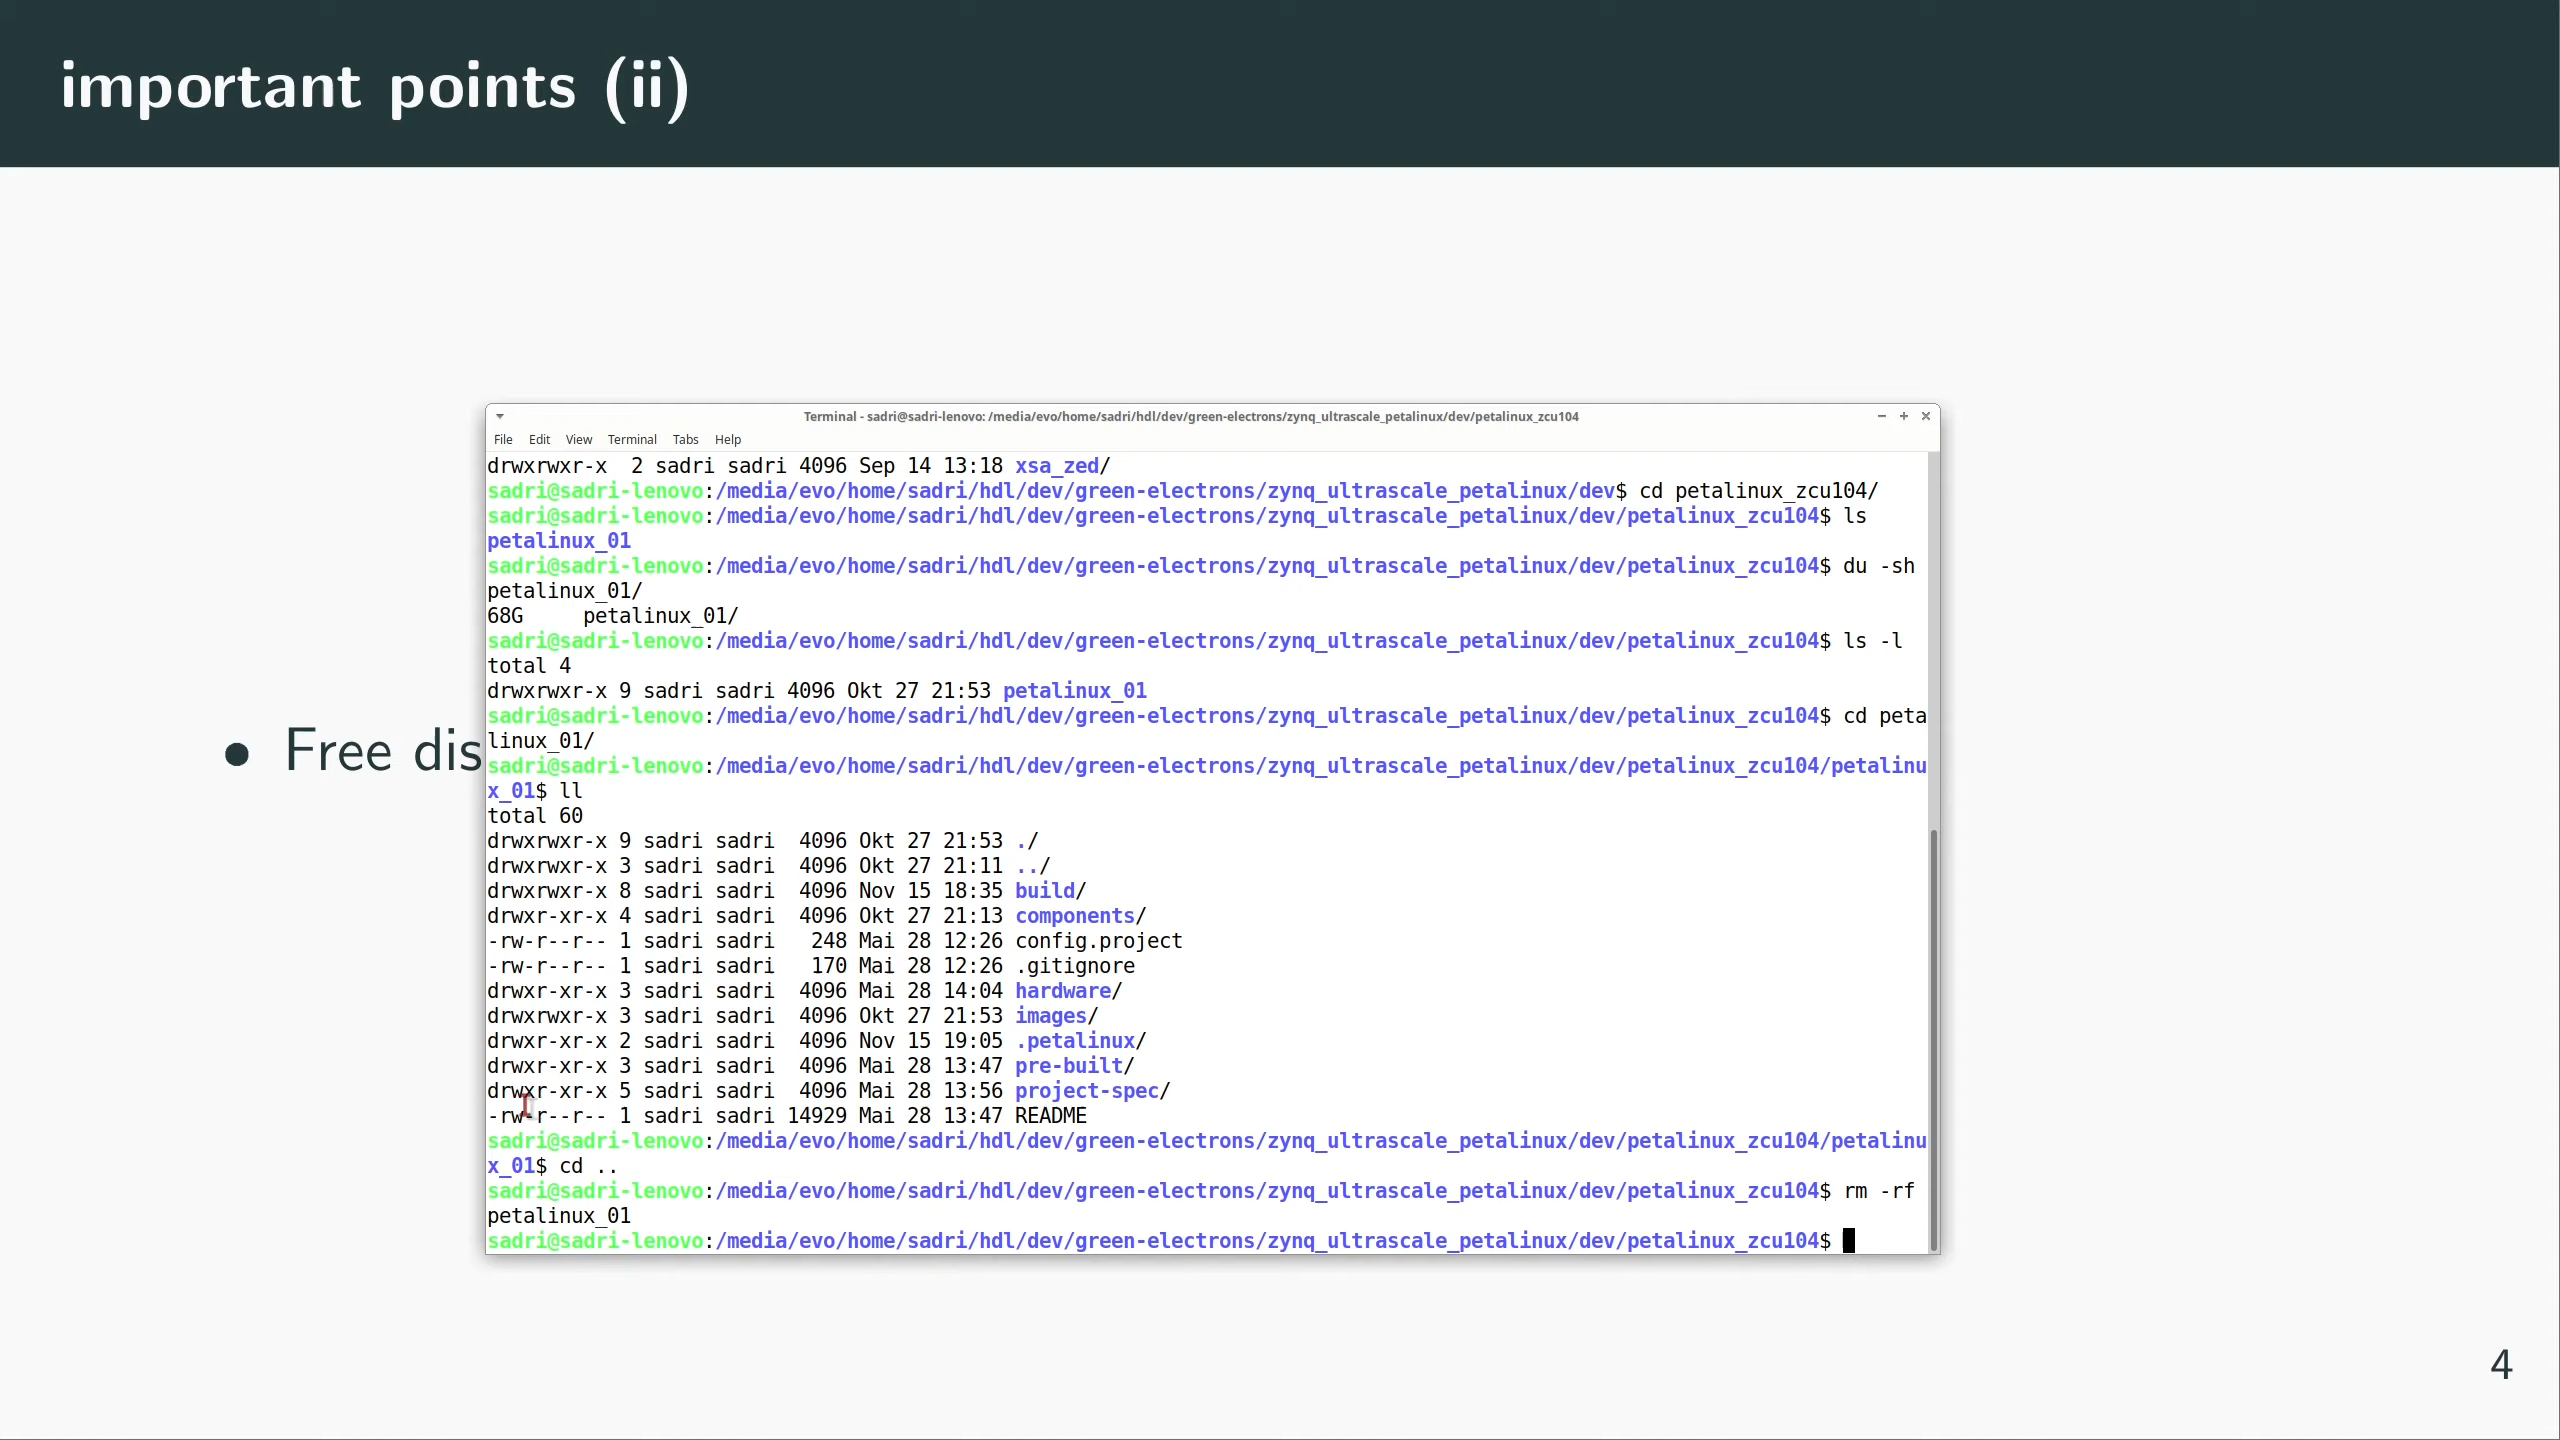 important points (ii)
Terminal - sadri@sadri-lenovo: /media/evo/home/sadri/hdl/dev/green-electrons/zynq_ultrascale_petalinux/dev/petalinux_zcu104
File Edit View Terminal Tabs Help
drwxrwxr-x  2 sadri sadri 4096 Sep 14 13:18 xsa_zed/
sadri@sadri-lenovo:/media/evo/home/sadri/hdl/dev/green-electrons/zynq_ultrascale_petalinux/dev$ cd petalinux_zcu104/
sadri@sadri-lenovo:/media/evo/home/sadri/hdl/dev/green-electrons/zynq_ultrascale_petalinux/dev/petalinux_zcu104$ ls
petalinux_01
sadri@sadri-lenovo:/media/evo/home/sadri/hdl/dev/green-electrons/zynq_ultrascale_petalinux/dev/petalinux_zcu104$ du -sh
petalinux_01/
68G     petalinux_01/
sadri@sadri-lenovo:/media/evo/home/sadri/hdl/dev/green-electrons/zynq_ultrascale_petalinux/dev/petalinux_zcu104$ ls -l
total 4
drwxrwxr-x 9 sadri sadri 4096 Okt 27 21:53 petalinux_01
sadri@sadri-lenovo:/media/evo/home/sadri/hdl/dev/green-electrons/zynq_ultrascale_petalinux/dev/petalinux_zcu104$ cd peta
linux_01/
sadri@sadri-lenovo:/media/evo/home/sadri/hdl/dev/green-electrons/zynq_ultrascale_petalinux/dev/petalinux_zcu104/petalinu
x_01$ ll
total 60
drwxrwxr-x 9 sadri sadri  4096 Okt 27 21:53 ./
drwxrwxr-x 3 sadri sadri  4096 Okt 27 21:11 ../
drwxrwxr-x 8 sadri sadri  4096 Nov 15 18:35 build/
drwxr-xr-x 4 sadri sadri  4096 Okt 27 21:13 components/
-rw-r--r-- 1 sadri sadri   248 Mai 28 12:26 config.project
-rw-r--r-- 1 sadri sadri   170 Mai 28 12:26 .gitignore
drwxr-xr-x 3 sadri sadri  4096 Mai 28 14:04 hardware/
drwxrwxr-x 3 sadri sadri  4096 Okt 27 21:53 images/
drwxr-xr-x 2 sadri sadri  4096 Nov 15 19:05 .petalinux/
drwxr-xr-x 3 sadri sadri  4096 Mai 28 13:47 pre-built/
drwxr-xr-x 5 sadri sadri  4096 Mai 28 13:56 project-spec/
-rw-r--r-- 1 sadri sadri 14929 Mai 28 13:47 README
sadri@sadri-lenovo:/media/evo/home/sadri/hdl/dev/green-electrons/zynq_ultrascale_petalinux/dev/petalinux_zcu104/petalinu
x_01$ cd ..
sadri@sadri-lenovo:/media/evo/home/sadri/hdl/dev/green-electrons/zynq_ultrascale_petalinux/dev/petalinux_zcu104$ rm -rf
petalinux_01
sadri@sadri-lenovo:/media/evo/home/sadri/hdl/dev/green-electrons/zynq_ultrascale_petalinux/dev/petalinux_zcu104$
• Free dis
4